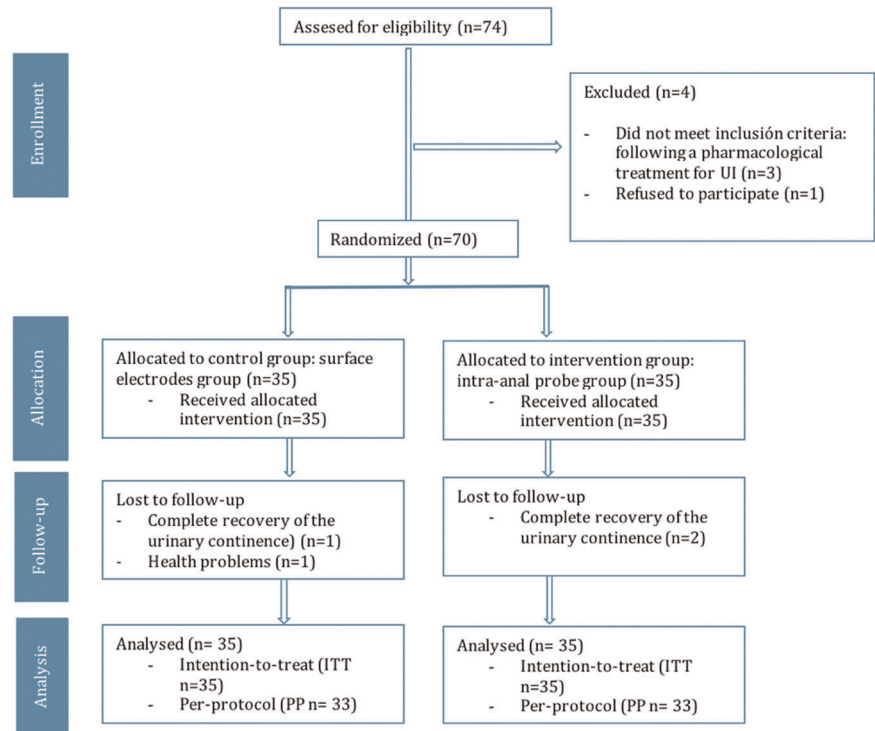 Assesed for eligibility (n=74)
Enrollment
Excluded (n=4)
- Did not meet inclusión criteria:
following a pharmacological
treatment for UI (n=3)
- Refused to participate (n=1)
Randomized (n=70)
Allocation
Allocated to control group: surface
electrodes group (n=35)
- Received allocated
intervention (n=35)
Allocated to intervention group:
intra-anal probe group (n=35)
- Received allocated
intervention (n=35)
Follow-up
Lost to follow-up
- Complete recovery of the
urinary continence) (n=1)
- Health problems (n=1)
Lost to follow-up
- Complete recovery of the
urinary continence (n=2)
Analysis
Analysed (n= 35)
- Intention-to-treat (ITT
n=35)
- Per-protocol (PP n= 33)
Analysed (n= 35)
- Intention-to-treat (ITT
n=35)
- Per-protocol (PP n= 33)